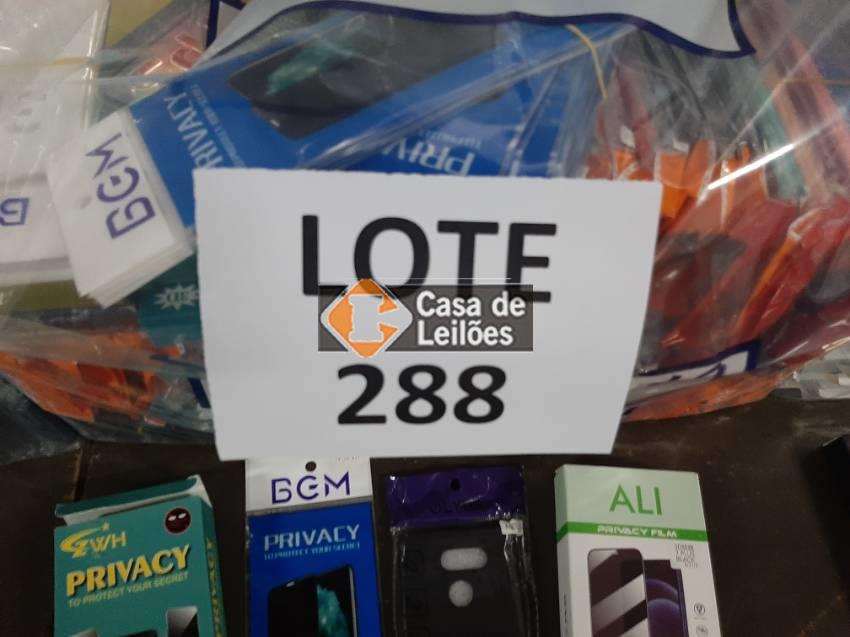 BGM
PRIVACY
PRIVACY
LOTE
Casa de
Leilões
288
ZWH
PRIVACY
TO PROTECT YOUR SECRET
PRIVACY
BGM
PRIVACY
TO PROTECT YOUR SECRET
ALI
PRIVACY FILM